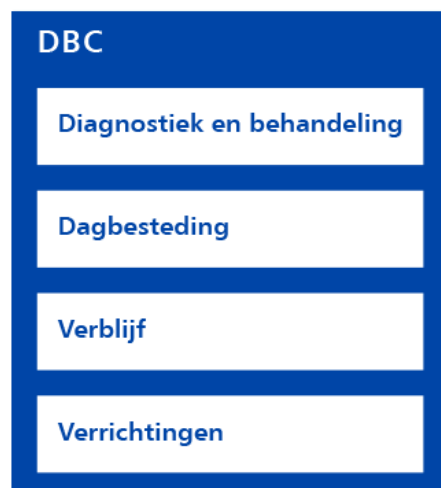 DBC
Diagnostiek en behandeling
Dagbesteding
Verblijf
Verrichtingen